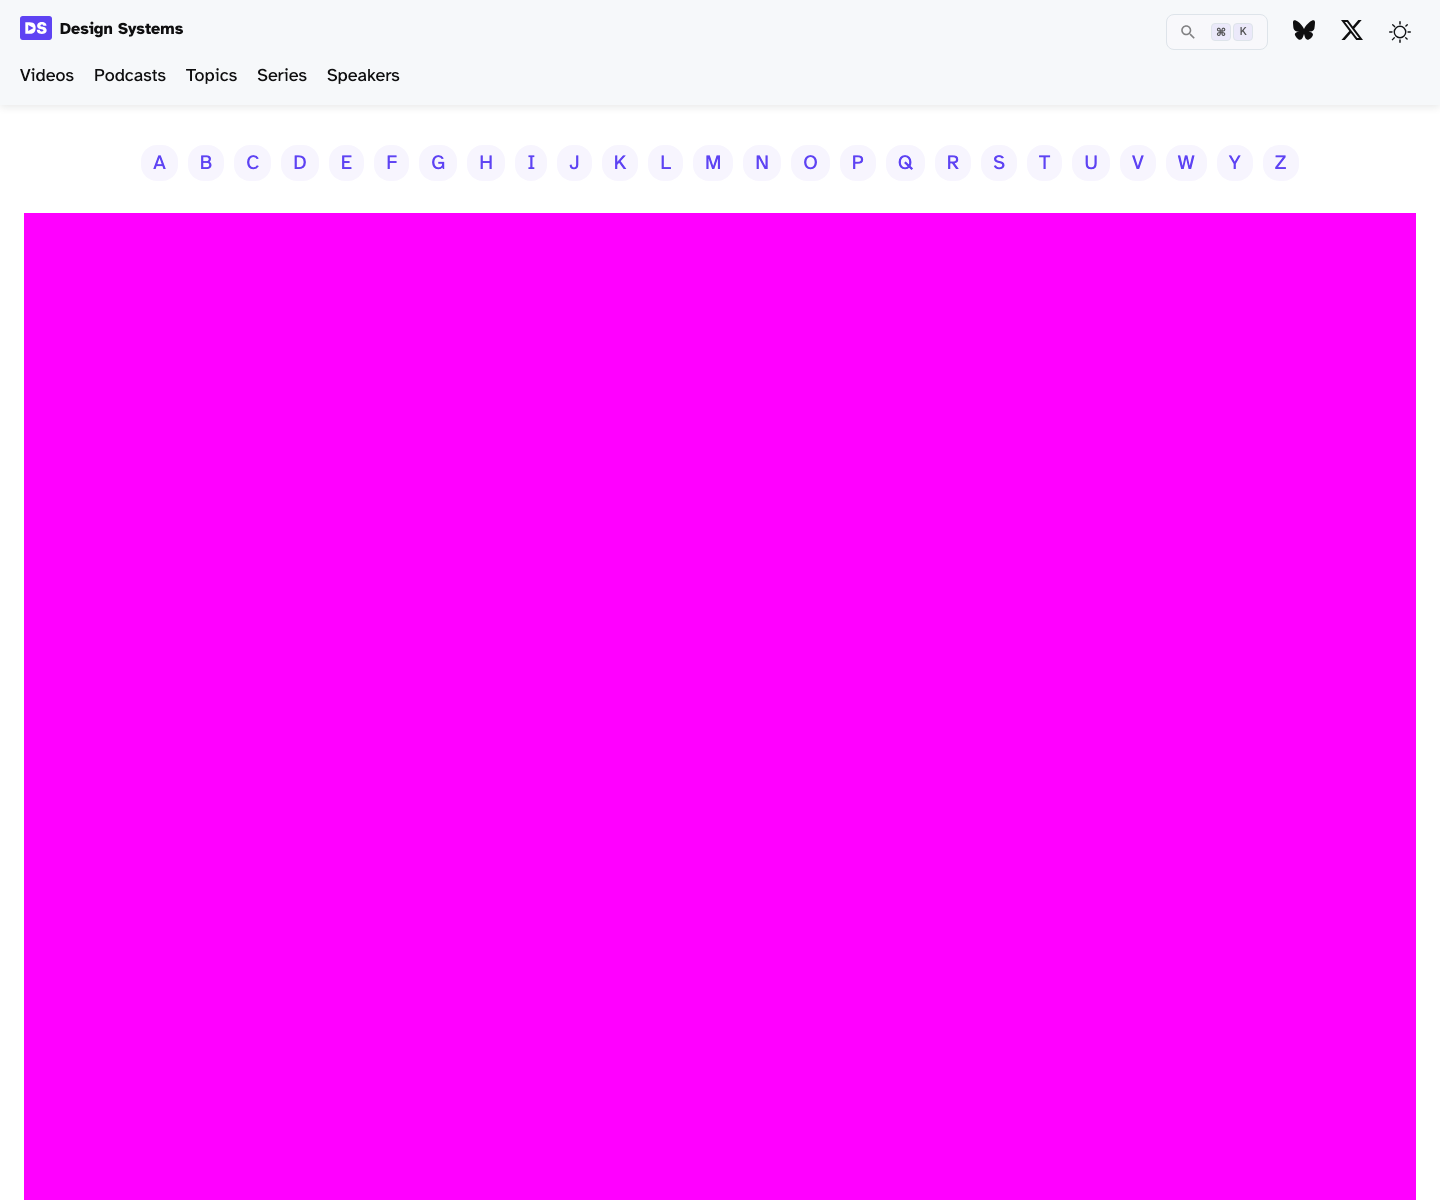 DS Design Systems
⌘ K
Videos Podcasts Topics Series Speakers
A B C D E F G H I J K L M N O P Q R S T U V W Y Z